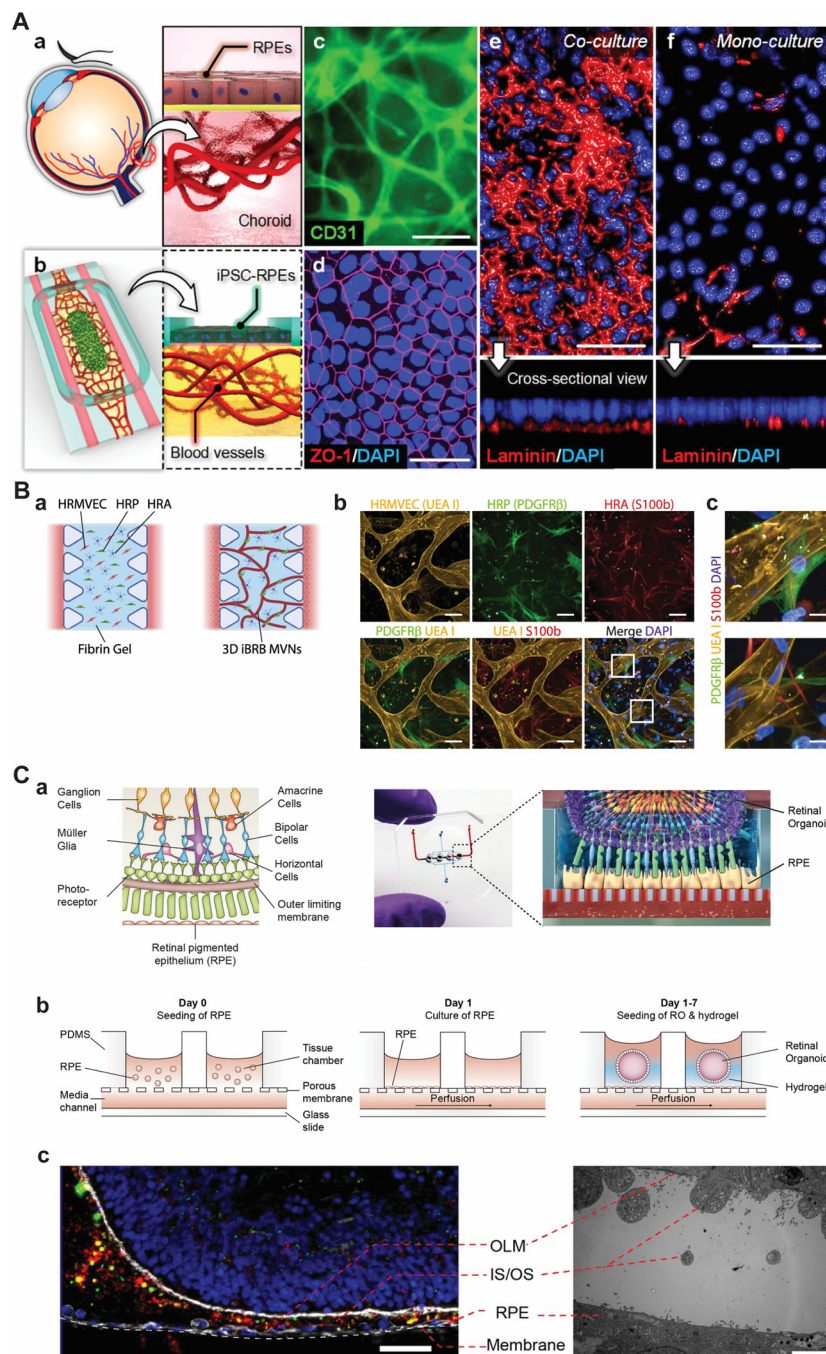 A
a
RPEs
Choroid
c
CD31
e
Co-culture
f
Mono-culture
b
iPSC-RPEs
Blood vessels
d
ZO-1/DAPI
Cross-sectional view
Laminin/DAPI
Laminin/DAPI
B
a
HRMVEC
HRP
HRA
Fibrin Gel
3D iBRB MVNs
b
HRMVEC (UEA I)
HRP (PDGFRβ)
HRA (S100b)
PDGFRβ UEA I
UEA I S100b
Merge DAPI
c
PDGFRβ UEA I S100b DAPI
C
a
Ganglion
Cells
Müller
Glia
Photo-
receptor
Amacrine
Cells
Bipolar
Cells
Horizontal
Cells
Outer limiting
membrane
Retinal pigmented
epithelium (RPE)
Retinal
Organoid
RPE
b
Day 0
Seeding of RPE
PDMS
RPE
Media
channel
Tissue
chamber
Porous
membrane
Glass
slide
Day 1
Culture of RPE
RPE
Perfusion
Day 1-7
Seeding of RO & hydrogel
Retinal
Organoid
Hydrogel
Perfusion
c
OLM
IS/OS
RPE
Membrane